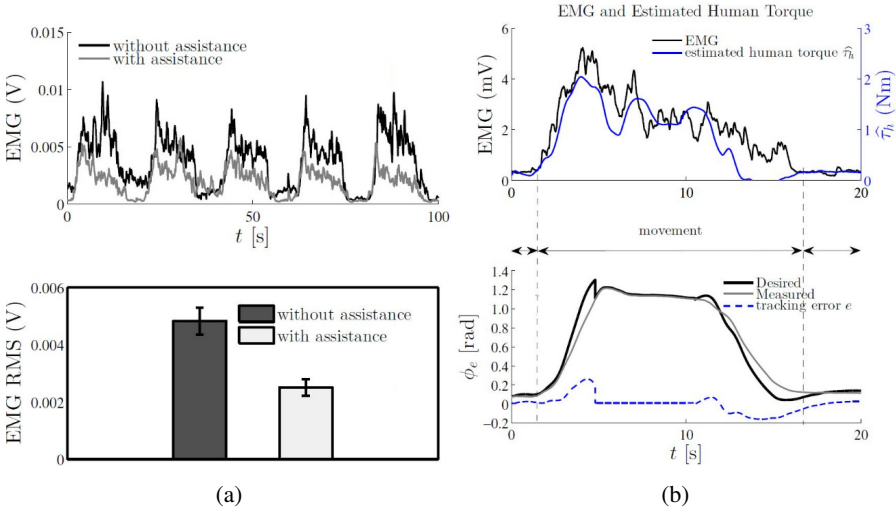 0.015
0.01
0.005
0
EMG (V)
without assistance
with assistance
0
50
100
t [s]
0.006
0.004
0.002
0
EMG RMS (V)
without assistance
with assistance
(a)
EMG and Estimated Human Torque
6
4
2
0
EMG (mV)
EMG
estimated human torque τ̂h
3
2
1
0
τ̂h (Nm)
0
10
20
movement
1.4
1.2
1.0
0.8
0.6
0.4
0.2
0
−0.2
ϕe [rad]
Desired
Measured
tracking error e
0
10
20
t [s]
(b)